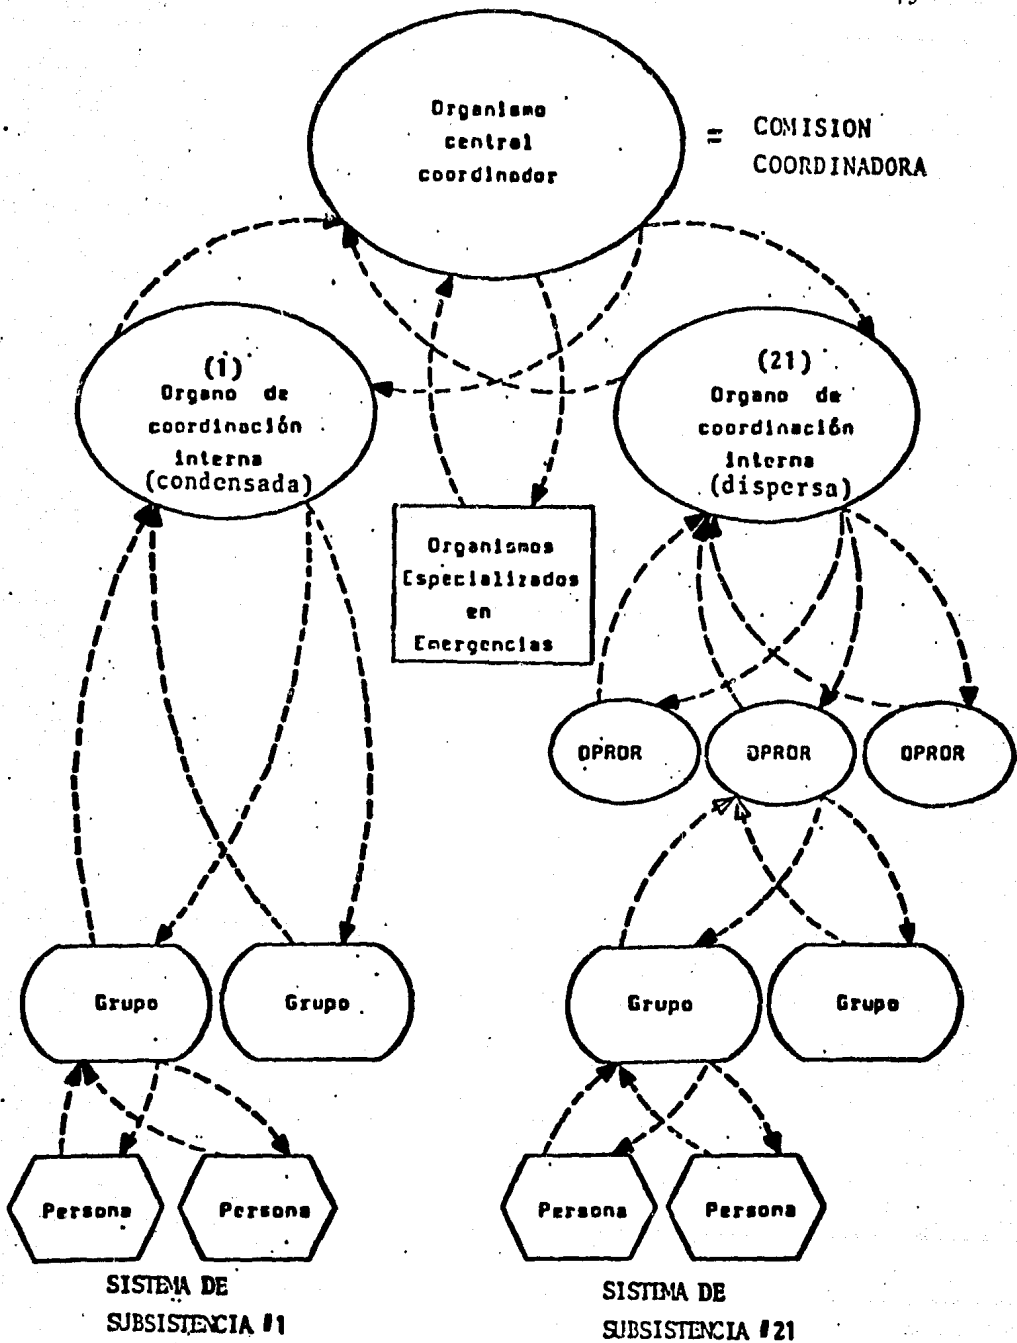 Organismo
central
coordinador
= COMISION
COORDINADORA
(1)
Organo de
coordinación
interna
(condensada)
(21)
Organo de
coordinación
interna
(dispersa)
Organismos
Especializados
en
Emergencias
OPROR
OPROR
OPROR
Grupo
Grupo
Grupo
Grupo
Persona
Persona
Persona
Persona
SISTEMA DE
SUBSISTENCIA #1
SISTEMA DE
SUBSISTENCIA #21